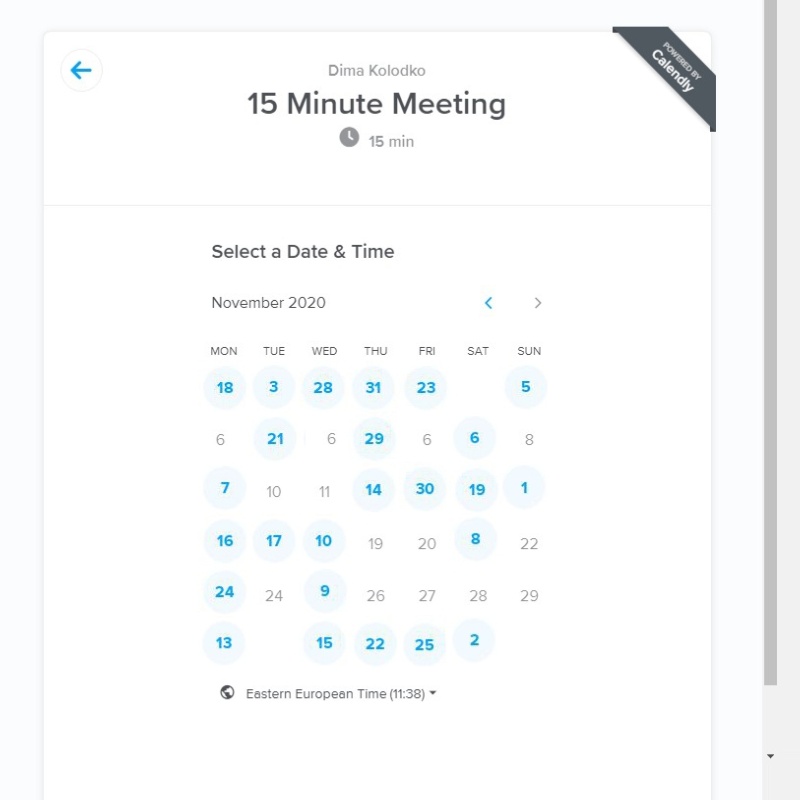 POWERED BY
Calendly
Dima Kolodko
15 Minute Meeting
15 min
Select a Date & Time
November 2020
MON TUE WED THU FRI SAT SUN
18 3 28 31 23 5
6 21 6 29 6 6 8
7 10 11 14 30 19 1
16 17 10 19 20 8 22
24 24 9 26 27 28 29
13 15 22 25 2
Eastern European Time (11:38)